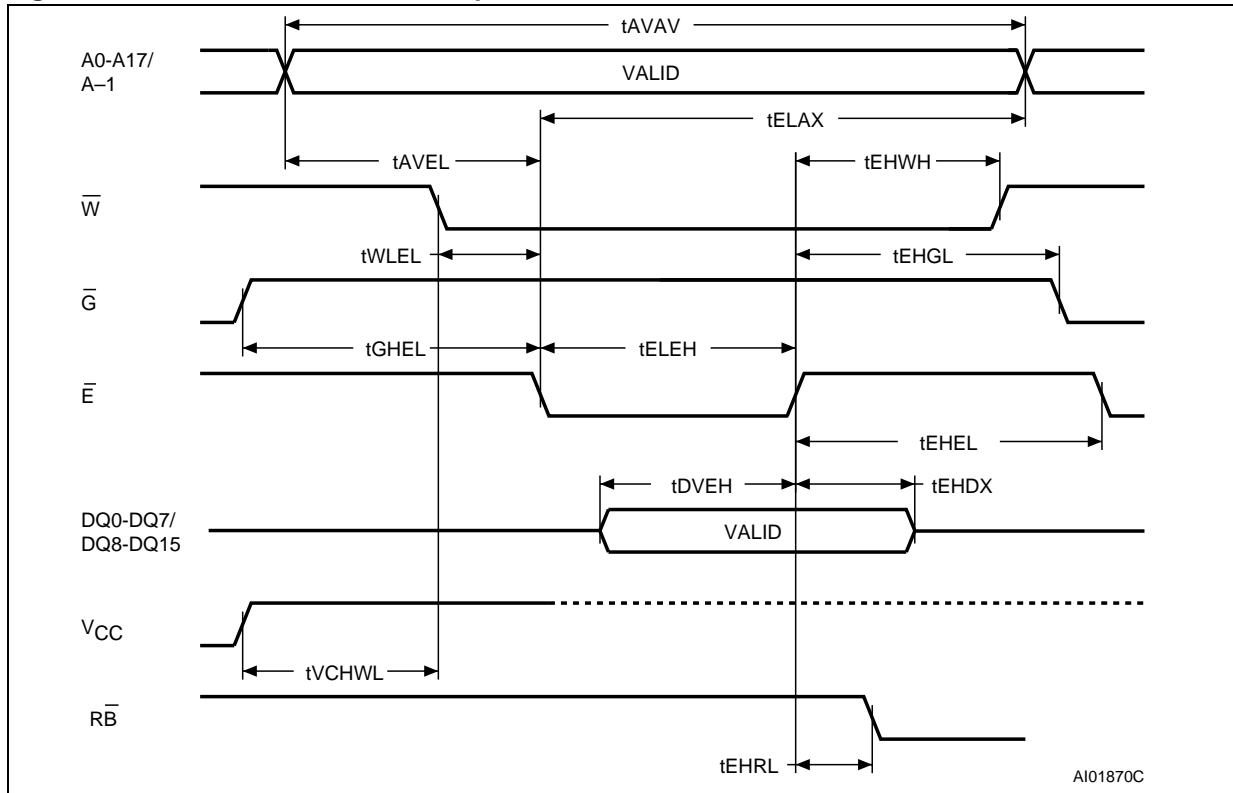 tAVAV
A0-A17/
A–1
VALID
tELAX
tAVEL
tEHWH
W̅
tWLEL
tEHGL
G̅
tGHEL
tELEH
E̅
tEHEL
tDVEH
tEHDX
DQ0-DQ7/
DQ8-DQ15
VALID
VCC
tVCHWL
RB̅
tEHRL
AI01870C